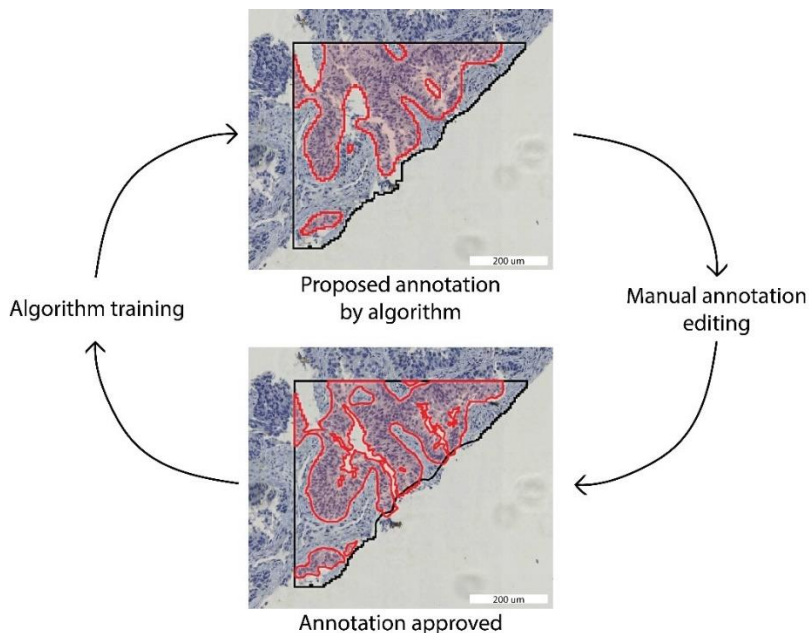 200 um
Proposed annotation
by algorithm
Algorithm training
Manual annotation
editing
200 um
Annotation approved